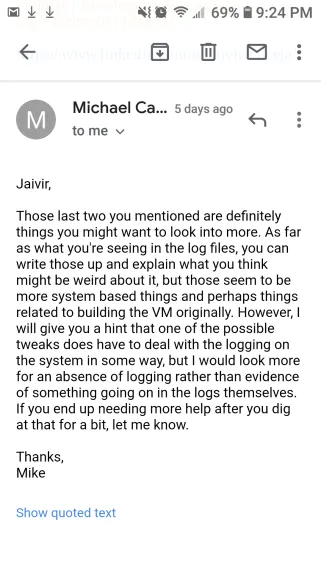 69% 9:24 PM
M
Michael Ca... 5 days ago
to me
Jaivir,
Those last two you mentioned are definitely
things you might want to look into more. As far
as what you're seeing in the log files, you can
write those up and explain what you think
might be weird about it, but those seem to be
more system based things and perhaps things
related to building the VM originally. However, I
will give you a hint that one of the possible
tweaks does have to deal with the logging on
the system in some way, but I would look more
for an absence of logging rather than evidence
of something going on in the logs themselves.
If you end up needing more help after you dig
at that for a bit, let me know.
Thanks,
Mike
Show quoted text